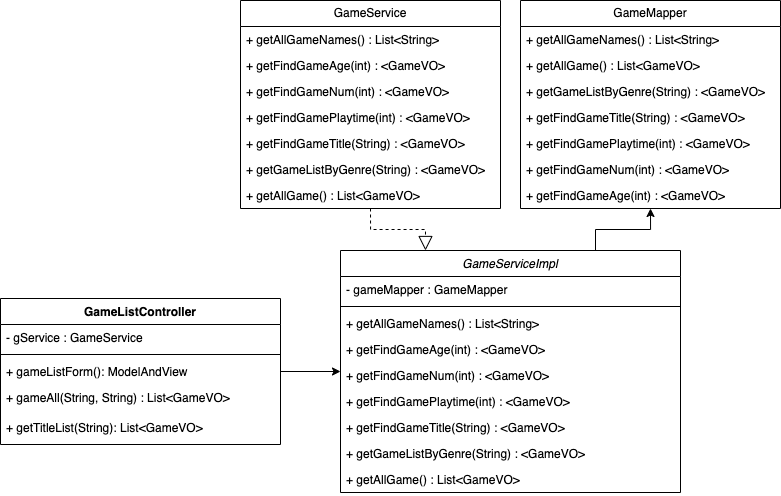 GameService
+ getAllGameNames() : List<String>
+ getFindGameAge(int) : <GameVO>
+ getFindGameNum(int) : <GameVO>
+ getFindGamePlaytime(int) : <GameVO>
+ getFindGameTitle(String) : <GameVO>
+ getGameListByGenre(String) : <GameVO>
+ getAllGame() : List<GameVO>
GameMapper
+ getAllGameNames() : List<String>
+ getAllGame() : List<GameVO>
+ getGameListByGenre(String) : <GameVO>
+ getFindGameTitle(String) : <GameVO>
+ getFindGamePlaytime(int) : <GameVO>
+ getFindGameNum(int) : <GameVO>
+ getFindGameAge(int) : <GameVO>
GameListController
- gService : GameService
+ gameListForm(): ModelAndView
+ gameAll(String, String) : List<GameVO>
+ getTitleList(String): List<GameVO>
GameServiceImpl
- gameMapper : GameMapper
+ getAllGameNames() : List<String>
+ getFindGameAge(int) : <GameVO>
+ getFindGameNum(int) : <GameVO>
+ getFindGamePlaytime(int) : <GameVO>
+ getFindGameTitle(String) : <GameVO>
+ getGameListByGenre(String) : <GameVO>
+ getAllGame() : List<GameVO>